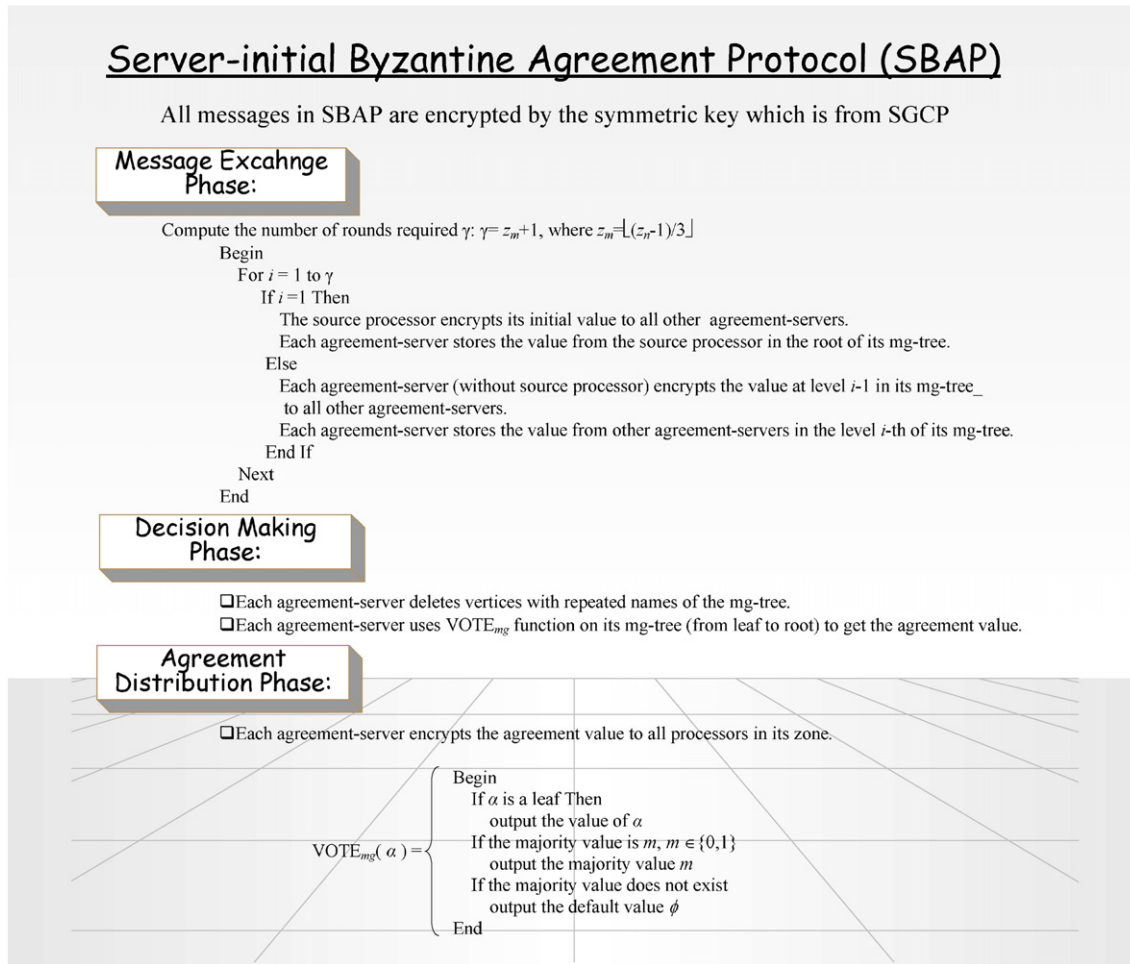 Server-initial Byzantine Agreement Protocol (SBAP)
All messages in SBAP are encrypted by the symmetric key which is from SGCP
Message Excahnge
Phase:
Compute the number of rounds required γ: γ= zm+1, where zm=⌊(zn-1)/3⌋
Begin
For i = 1 to γ
If i =1 Then
The source processor encrypts its initial value to all other agreement-servers.
Each agreement-server stores the value from the source processor in the root of its mg-tree.
Else
Each agreement-server (without source processor) encrypts the value at level i-1 in its mg-tree_
to all other agreement-servers.
Each agreement-server stores the value from other agreement-servers in the level i-th of its mg-tree.
End If
Next
End
Decision Making
Phase:
❑Each agreement-server deletes vertices with repeated names of the mg-tree.
❑Each agreement-server uses VOTEmg function on its mg-tree (from leaf to root) to get the agreement value.
Agreement
Distribution Phase:
❑Each agreement-server encrypts the agreement value to all processors in its zone.
Begin
If α is a leaf Then
output the value of α
If the majority value is m, m ∈{0,1}
VOTEmg( α ) =
output the majority value m
If the majority value does not exist
output the default value ϕ
End